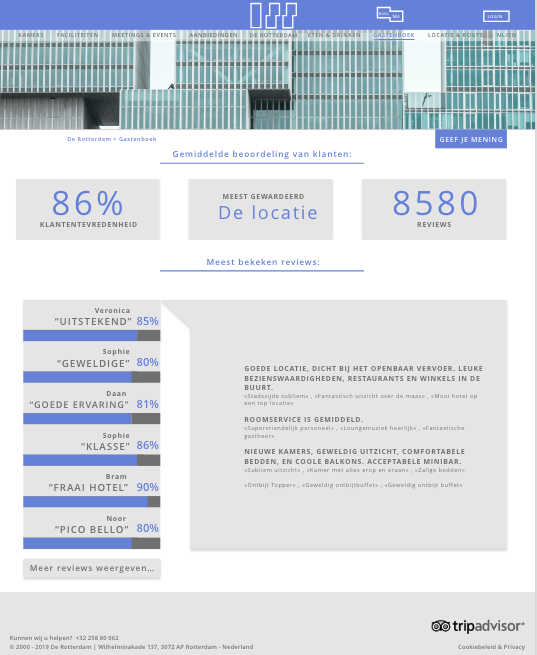 BOEK
NU
LOGIN
KAMERS FACILITEITEN MEETINGS & EVENTS AANBIEDINGEN DE ROTTERDAM ETEN & DRINKEN GASTENBOEK LOCATIE & ROUTE NL/EN
De Rotterdam > Gastenboek
GEEF JE MENING
Gemiddelde beoordeling van klanten:
86%
KLANTENTEVREDENHEID
MEEST GEWARDEERD
De locatie
8580
REVIEWS
Meest bekeken reviews:
Veronica
“UITSTEKEND” 85%
Sophie
“GEWELDIGE” 80%
Daan
“GOEDE ERVARING” 81%
Sophie
“KLASSE” 86%
Bram
“FRAAI HOTEL” 90%
Noor
“PICO BELLO” 80%
Meer reviews weergeven…
GOEDE LOCATIE, DICHT BIJ HET OPENBAAR VERVOER. LEUKE
BEZIENSWAARDIGHEDEN, RESTAURANTS EN WINKELS IN DE
BUURT.
«Stadszijde subliem» , «Fantastisch uitzicht over de maas» , «Mooi hotel op
een top locatie»
ROOMSERVICE IS GEMIDDELD.
«Supervriendelijk personeel» , «Loungemuziek heerlijk» , «Fantastische
gastheer»
NIEUWE KAMERS, GEWELDIG UITZICHT, COMFORTABELE
BEDDEN, EN COOLE BALKONS. ACCEPTABELE MINIBAR.
«Subliem uitzicht» , «Kamer met alles erop en eraan» , «Zalige bedden»
«Ontbijt Topper» , «Geweldig ontbijtbuffet» , «Geweldig ontbijt buffet»
tripadvisor®
Kunnen wij u helpen? +32 258 80 062
© 2000 - 2019 De Rotterdam | Wilhelminakade 137, 3072 AP Rotterdam - Nederland
Cookiebeleid & Privacy